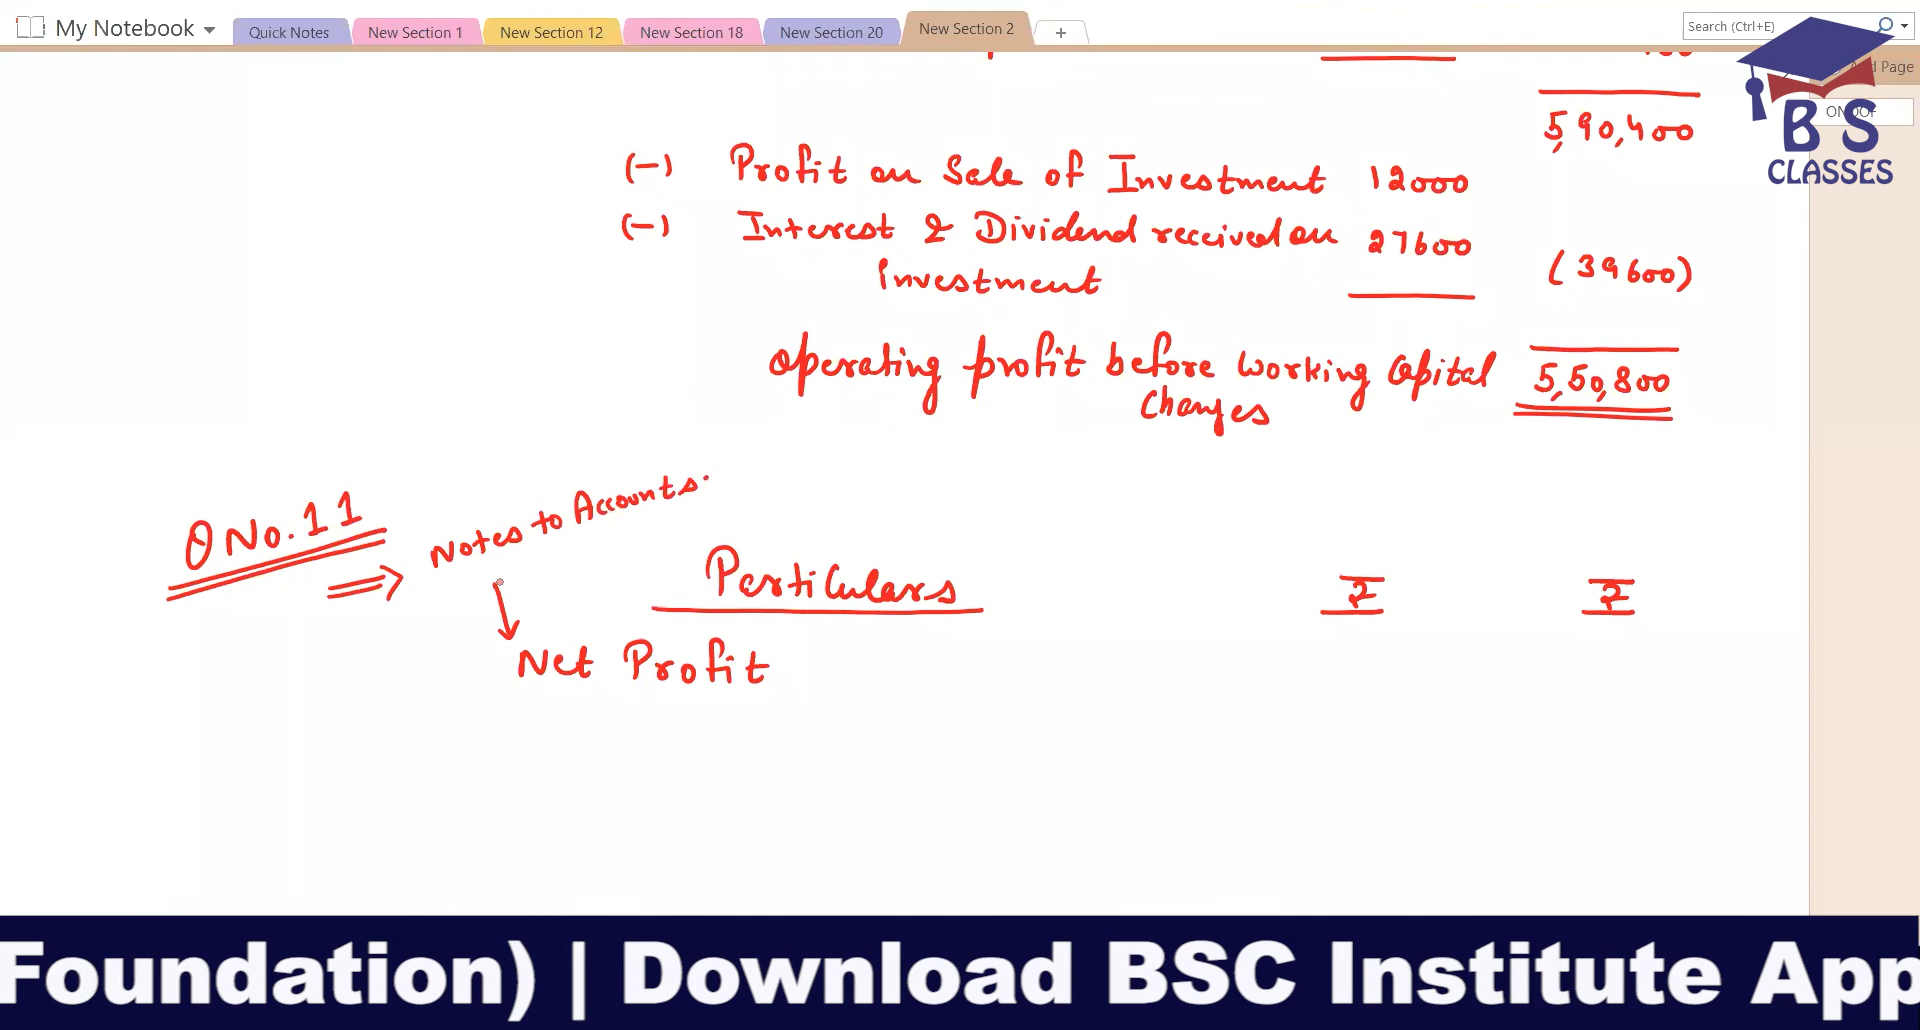 My Notebook
Quick Notes
New Section 1
New Section 12
New Section 18
New Section 20
New Section 2
+
Search (Ctrl+E)
Page
B S
CLASSES
5,90,400
(-) Profit on Sale of Investment 12000
(-) Interest & Dividend received on 27600 (39600)
Investment
Operating profit before working Capital 5,50,800
Changes
Q No. 11
⇒ Notes to Accounts.
Particulars ₹ ₹
Net Profit
Foundation) | Download BSC Institute App